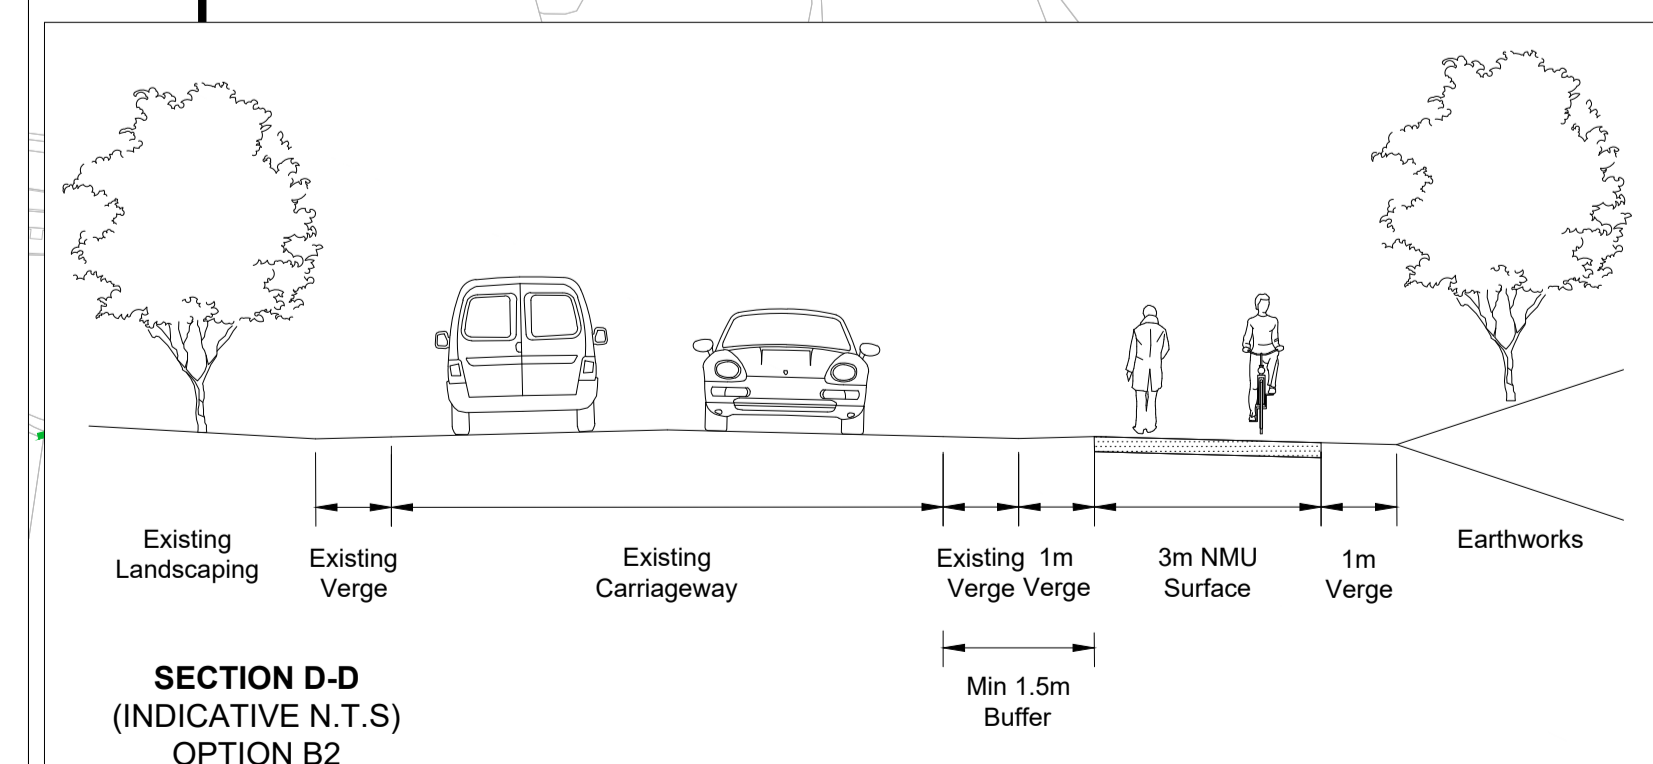 Existing
Landscaping
Existing
Verge
Existing
Carriageway
Existing
Verge
1m
Verge
3m NMU
Surface
1m
Verge
Earthworks
Min 1.5m
Buffer
SECTION D-D
(INDICATIVE N.T.S)
OPTION B2